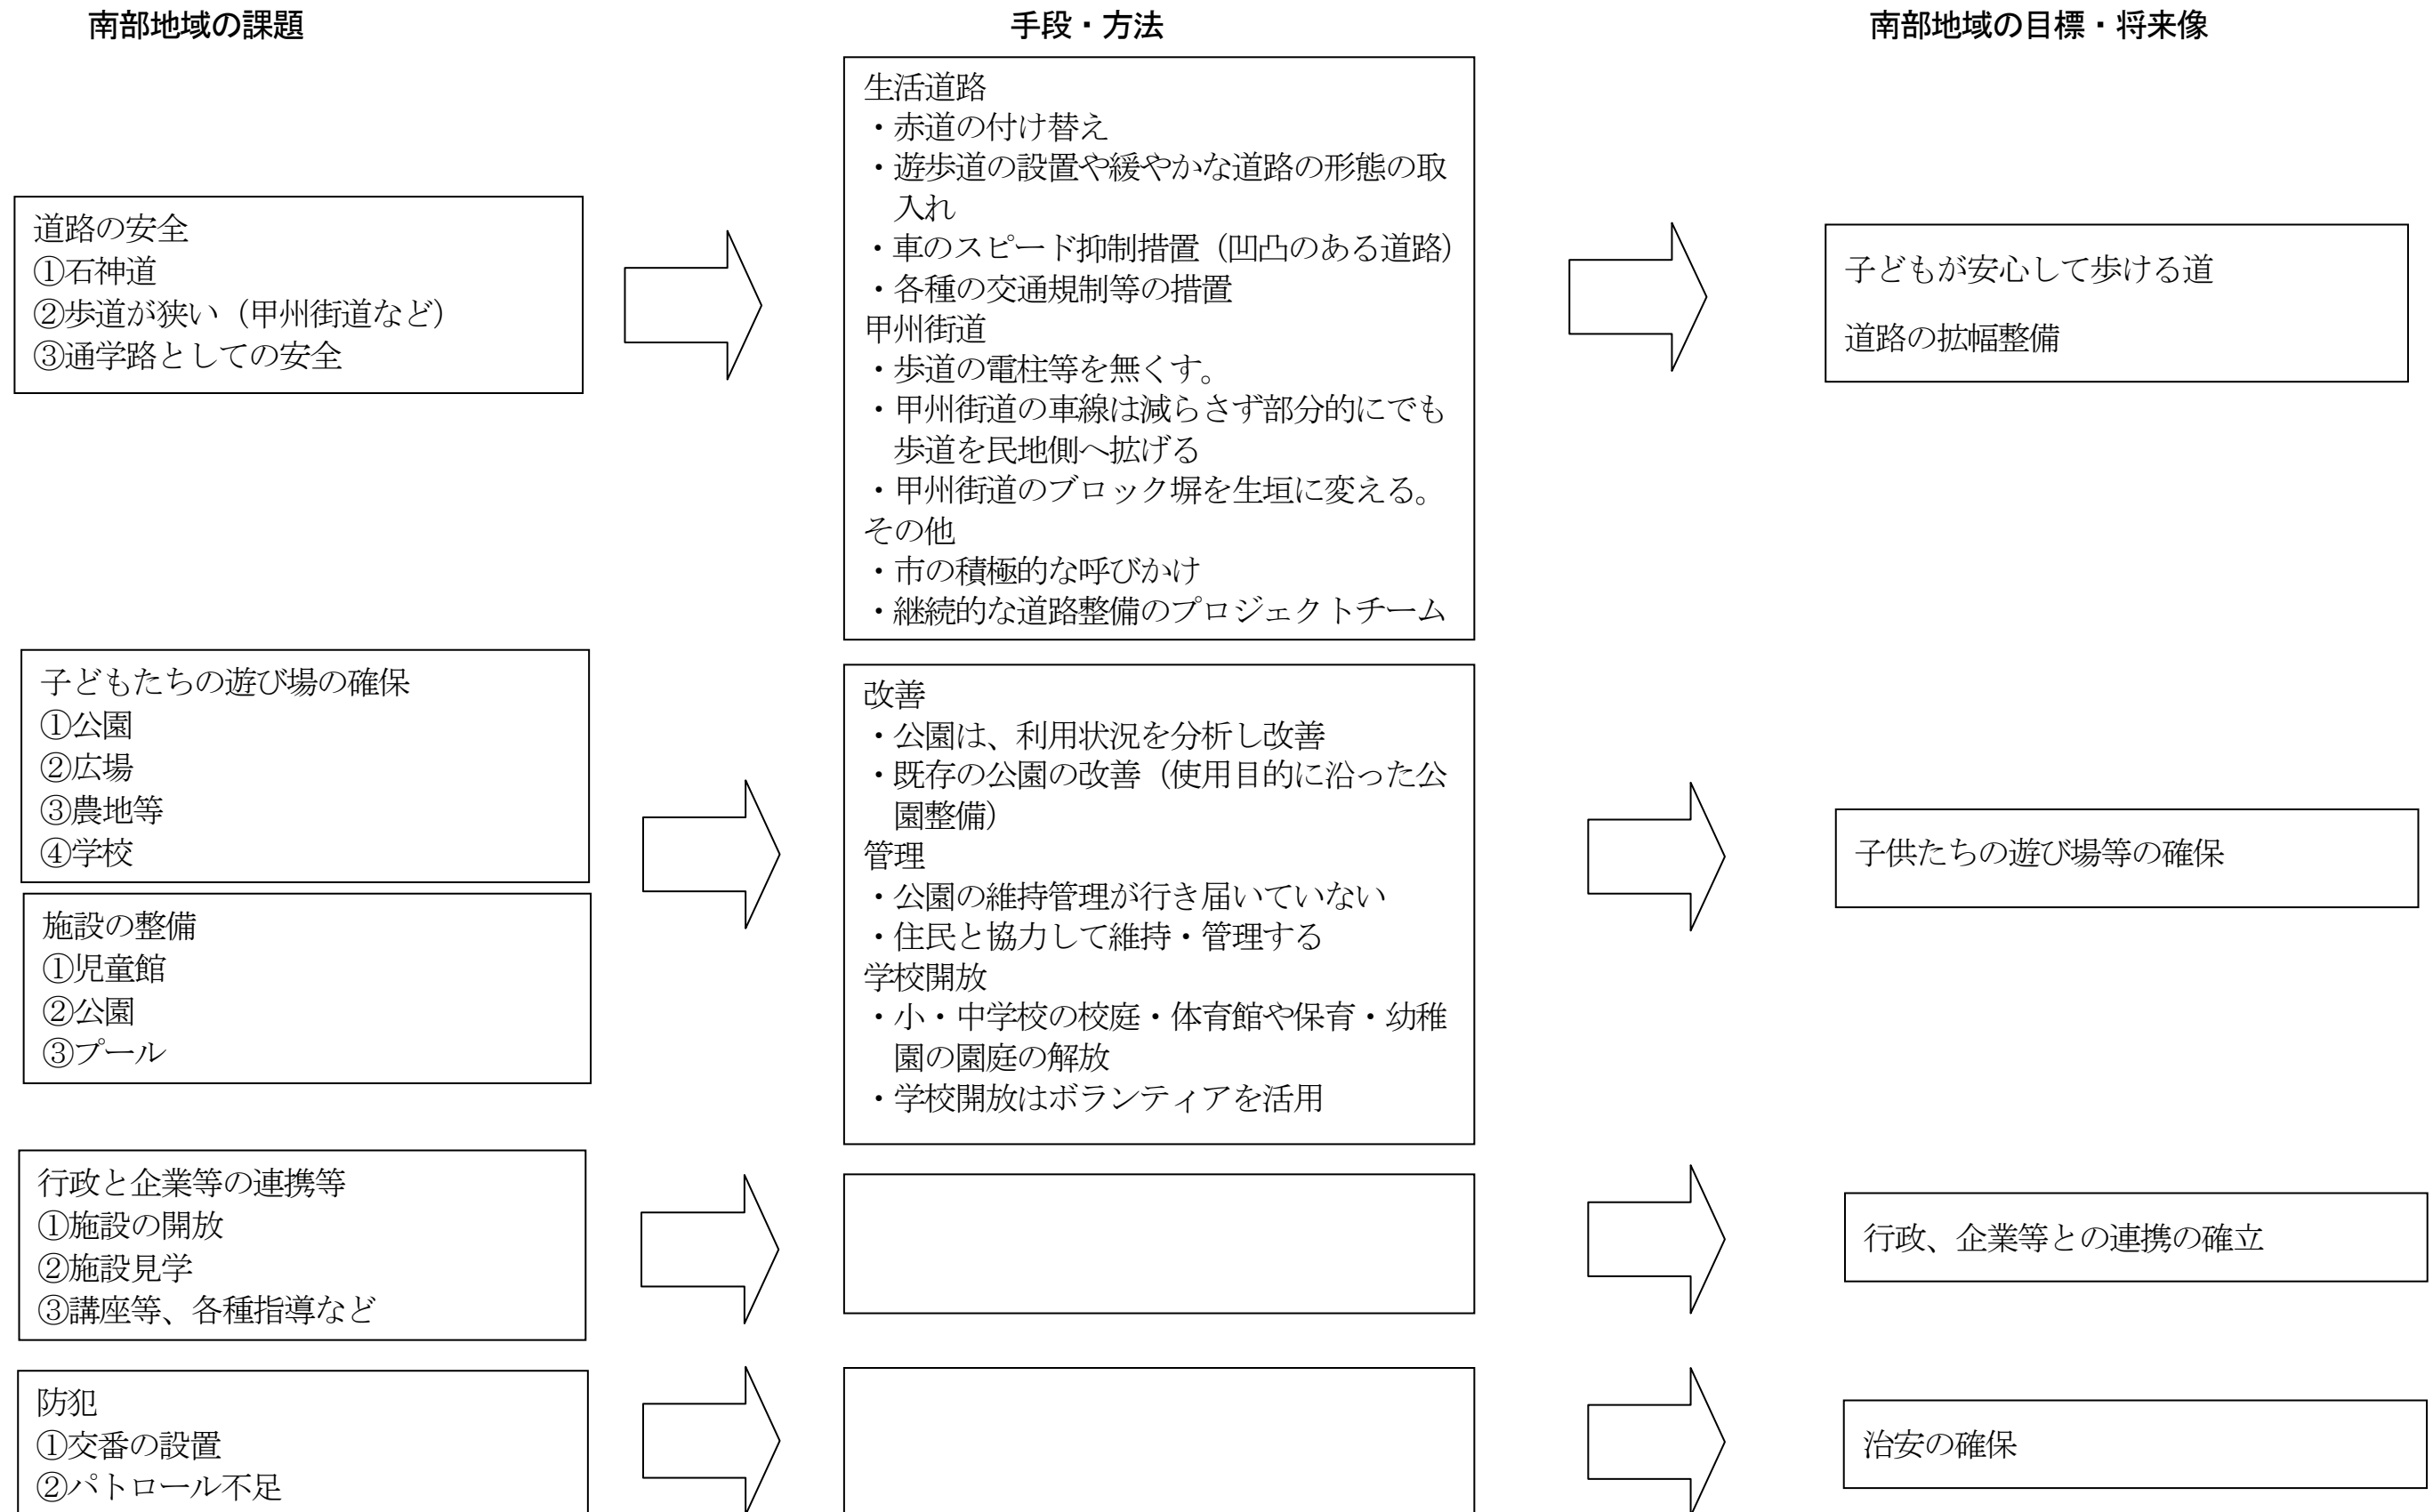 南部地域の課題
手段・方法
南部地域の目標・将来像
道路の安全
①石神道
②歩道が狭い（甲州街道など）
③通学路としての安全
生活道路
・赤道の付け替え
・遊歩道の設置や緩やかな道路の形態の取
入れ
・車のスピード抑制措置（凹凸のある道路）
・各種の交通規制等の措置
甲州街道
・歩道の電柱等を無くす。
・甲州街道の車線は減らさず部分的にでも
歩道を民地側へ拡げる
・甲州街道のブロック塀を生垣に変える。
その他
・市の積極的な呼びかけ
・継続的な道路整備のプロジェクトチーム
子どもが安心して歩ける道
道路の拡幅整備
子どもたちの遊び場の確保
①公園
②広場
③農地等
④学校
施設の整備
①児童館
②公園
③プール
改善
・公園は、利用状況を分析し改善
・既存の公園の改善（使用目的に沿った公
園整備）
管理
・公園の維持管理が行き届いていない
・住民と協力して維持・管理する
学校開放
・小・中学校の校庭・体育館や保育・幼稚
園の園庭の解放
・学校開放はボランティアを活用
子供たちの遊び場等の確保
行政と企業等の連携等
①施設の開放
②施設見学
③講座等、各種指導など
行政、企業等との連携の確立
防犯
①交番の設置
②パトロール不足
治安の確保